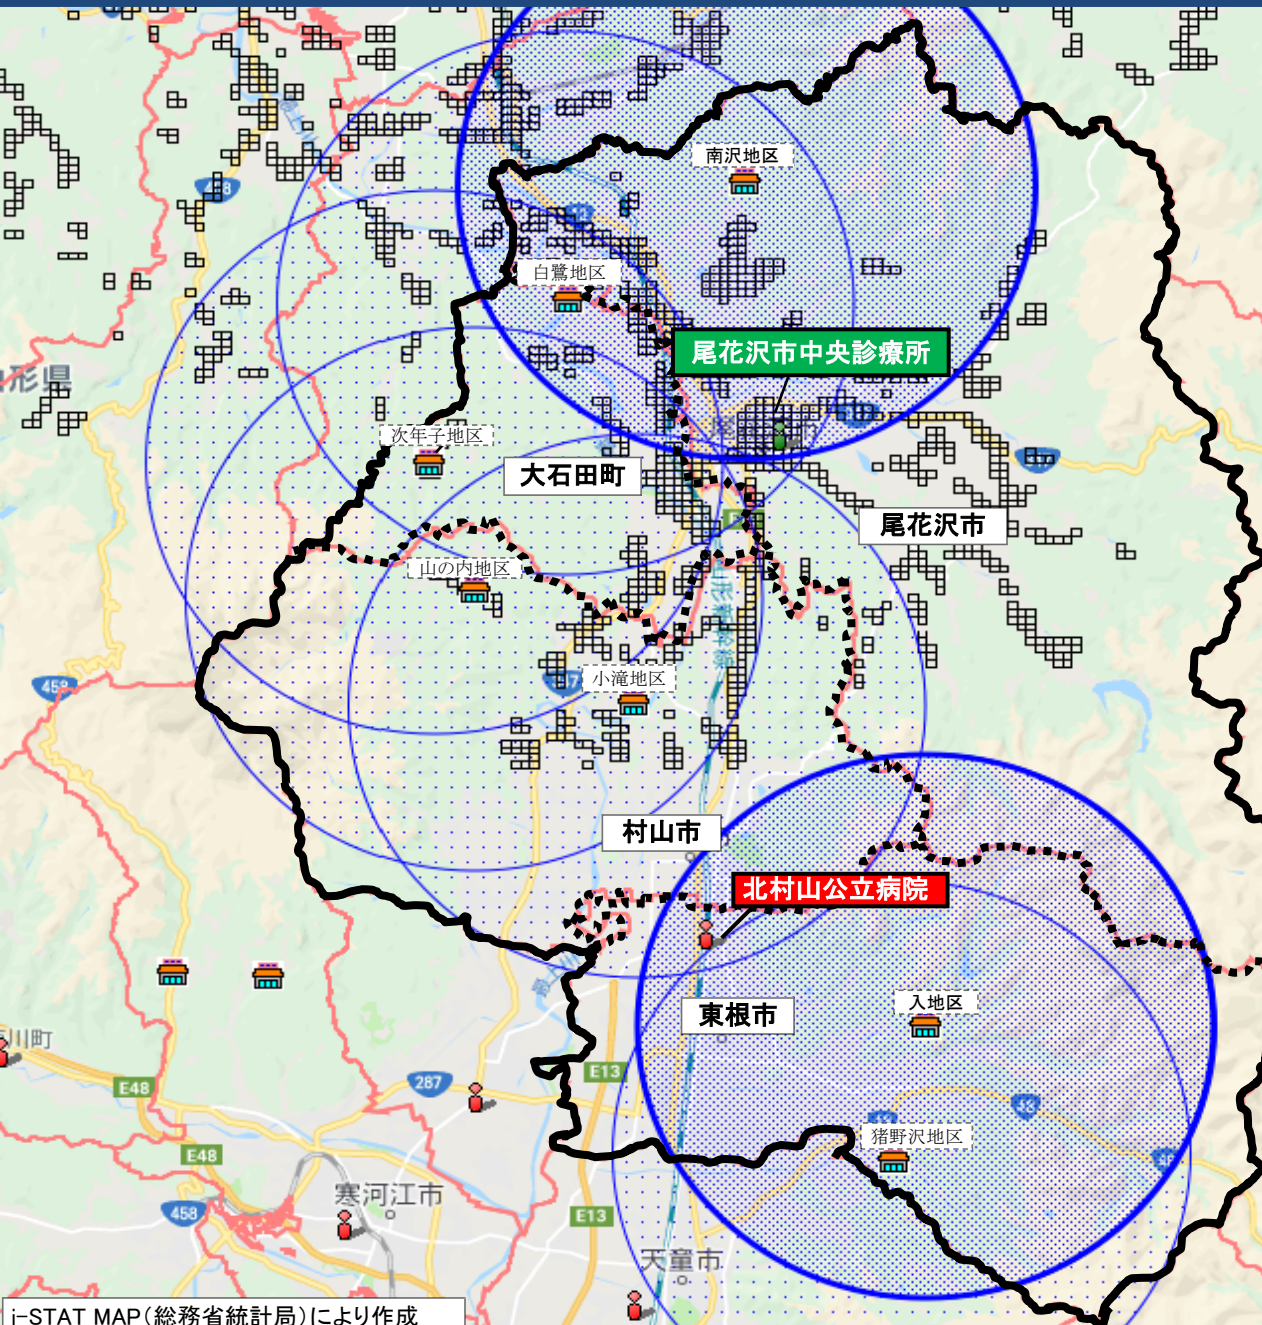 南沢地区
白鷺地区
尾花沢市中央診療所
形県
次年子地区
大石田町
尾花沢市
山の内地区
小滝地区
458
村山市
北村山公立病院
東根市
入地区
川町
E13
287
E48
48
猪野沢地区
E48
寒河江市
458
E13
天童市
i-STAT MAP（総務省統計局）により作成